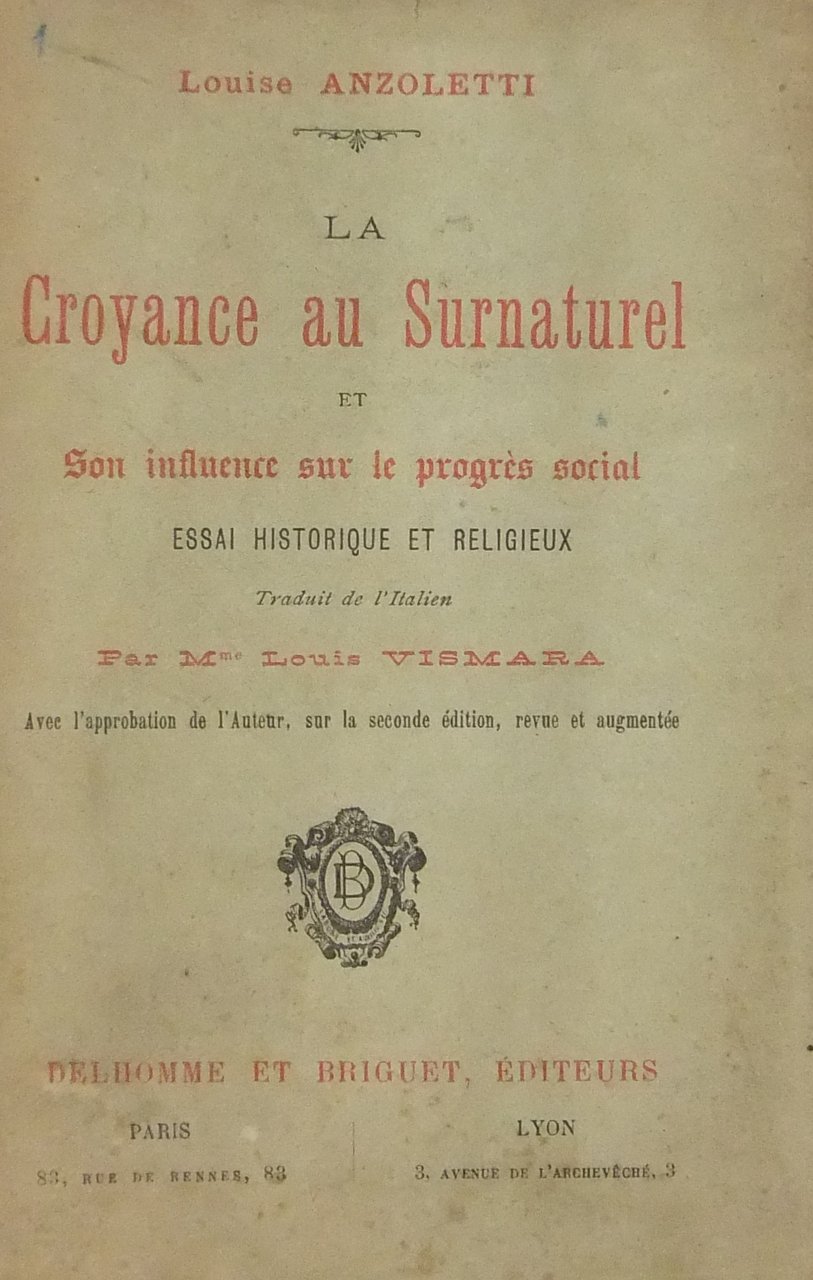 1
Louise ANZOLETTI
LA
Croyance au Surnaturel
ET
Son influence sur le progrès social
ESSAI HISTORIQUE ET RELIGIEUX
Traduit de l'Italien
Par Mme Louis VISMARA
Avec l'approbation de l'Auteur, sur la seconde édition, revue et augmentée
DB
DELHOMME ET BRIGUET, ÉDITEURS
PARIS
83, RUE DE RENNES, 83
LYON
3, AVENUE DE L'ARCHEVÊCHÉ, 3